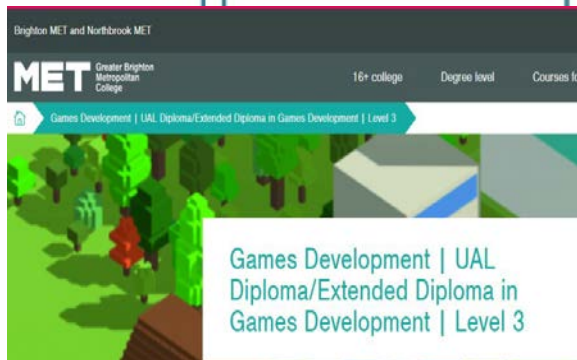 Brighton MET and Northbrook MET
MET Greater Brighton
Metropolitan
College
16+ college Degree level Courses fo
Games Development | UAL Diploma/Extended Diploma in Games Development | Level 3
Games Development | UAL
Diploma/Extended Diploma in
Games Development | Level 3